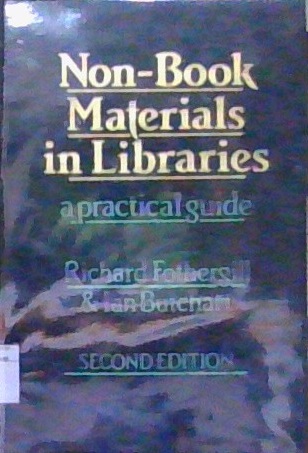 Non-Book
Materials
in Libraries
a practical guide
Richard Fothergill
& Ian Butchart
SECOND EDITION